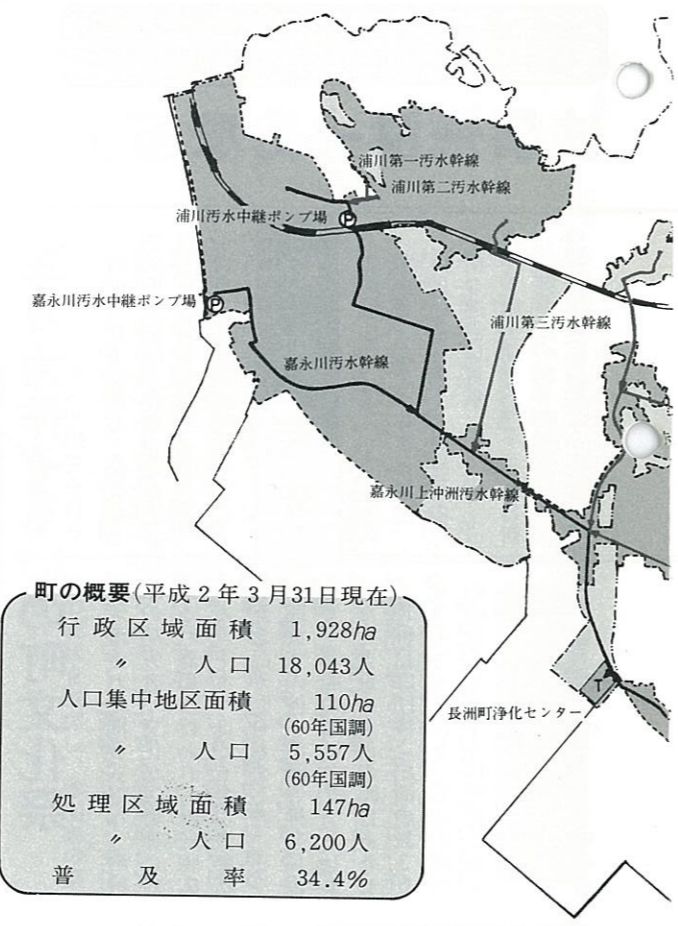 浦川第一汚水幹線
浦川第二汚水幹線
浦川汚水中継ポンプ場
P
嘉永川汚水中継ポンプ場
P
浦川第三汚水幹線
嘉永川汚水幹線
嘉永川上沖洲汚水幹線
長洲町浄化センター
T
町の概要(平成2年3月31日現在)
行政区域面積 1,928ha
〃 人口 18,043人
人口集中地区面積 110ha
(60年国調)
〃 人口 5,557人
(60年国調)
処理区域面積 147ha
〃 人口 6,200人
普及率 34.4%